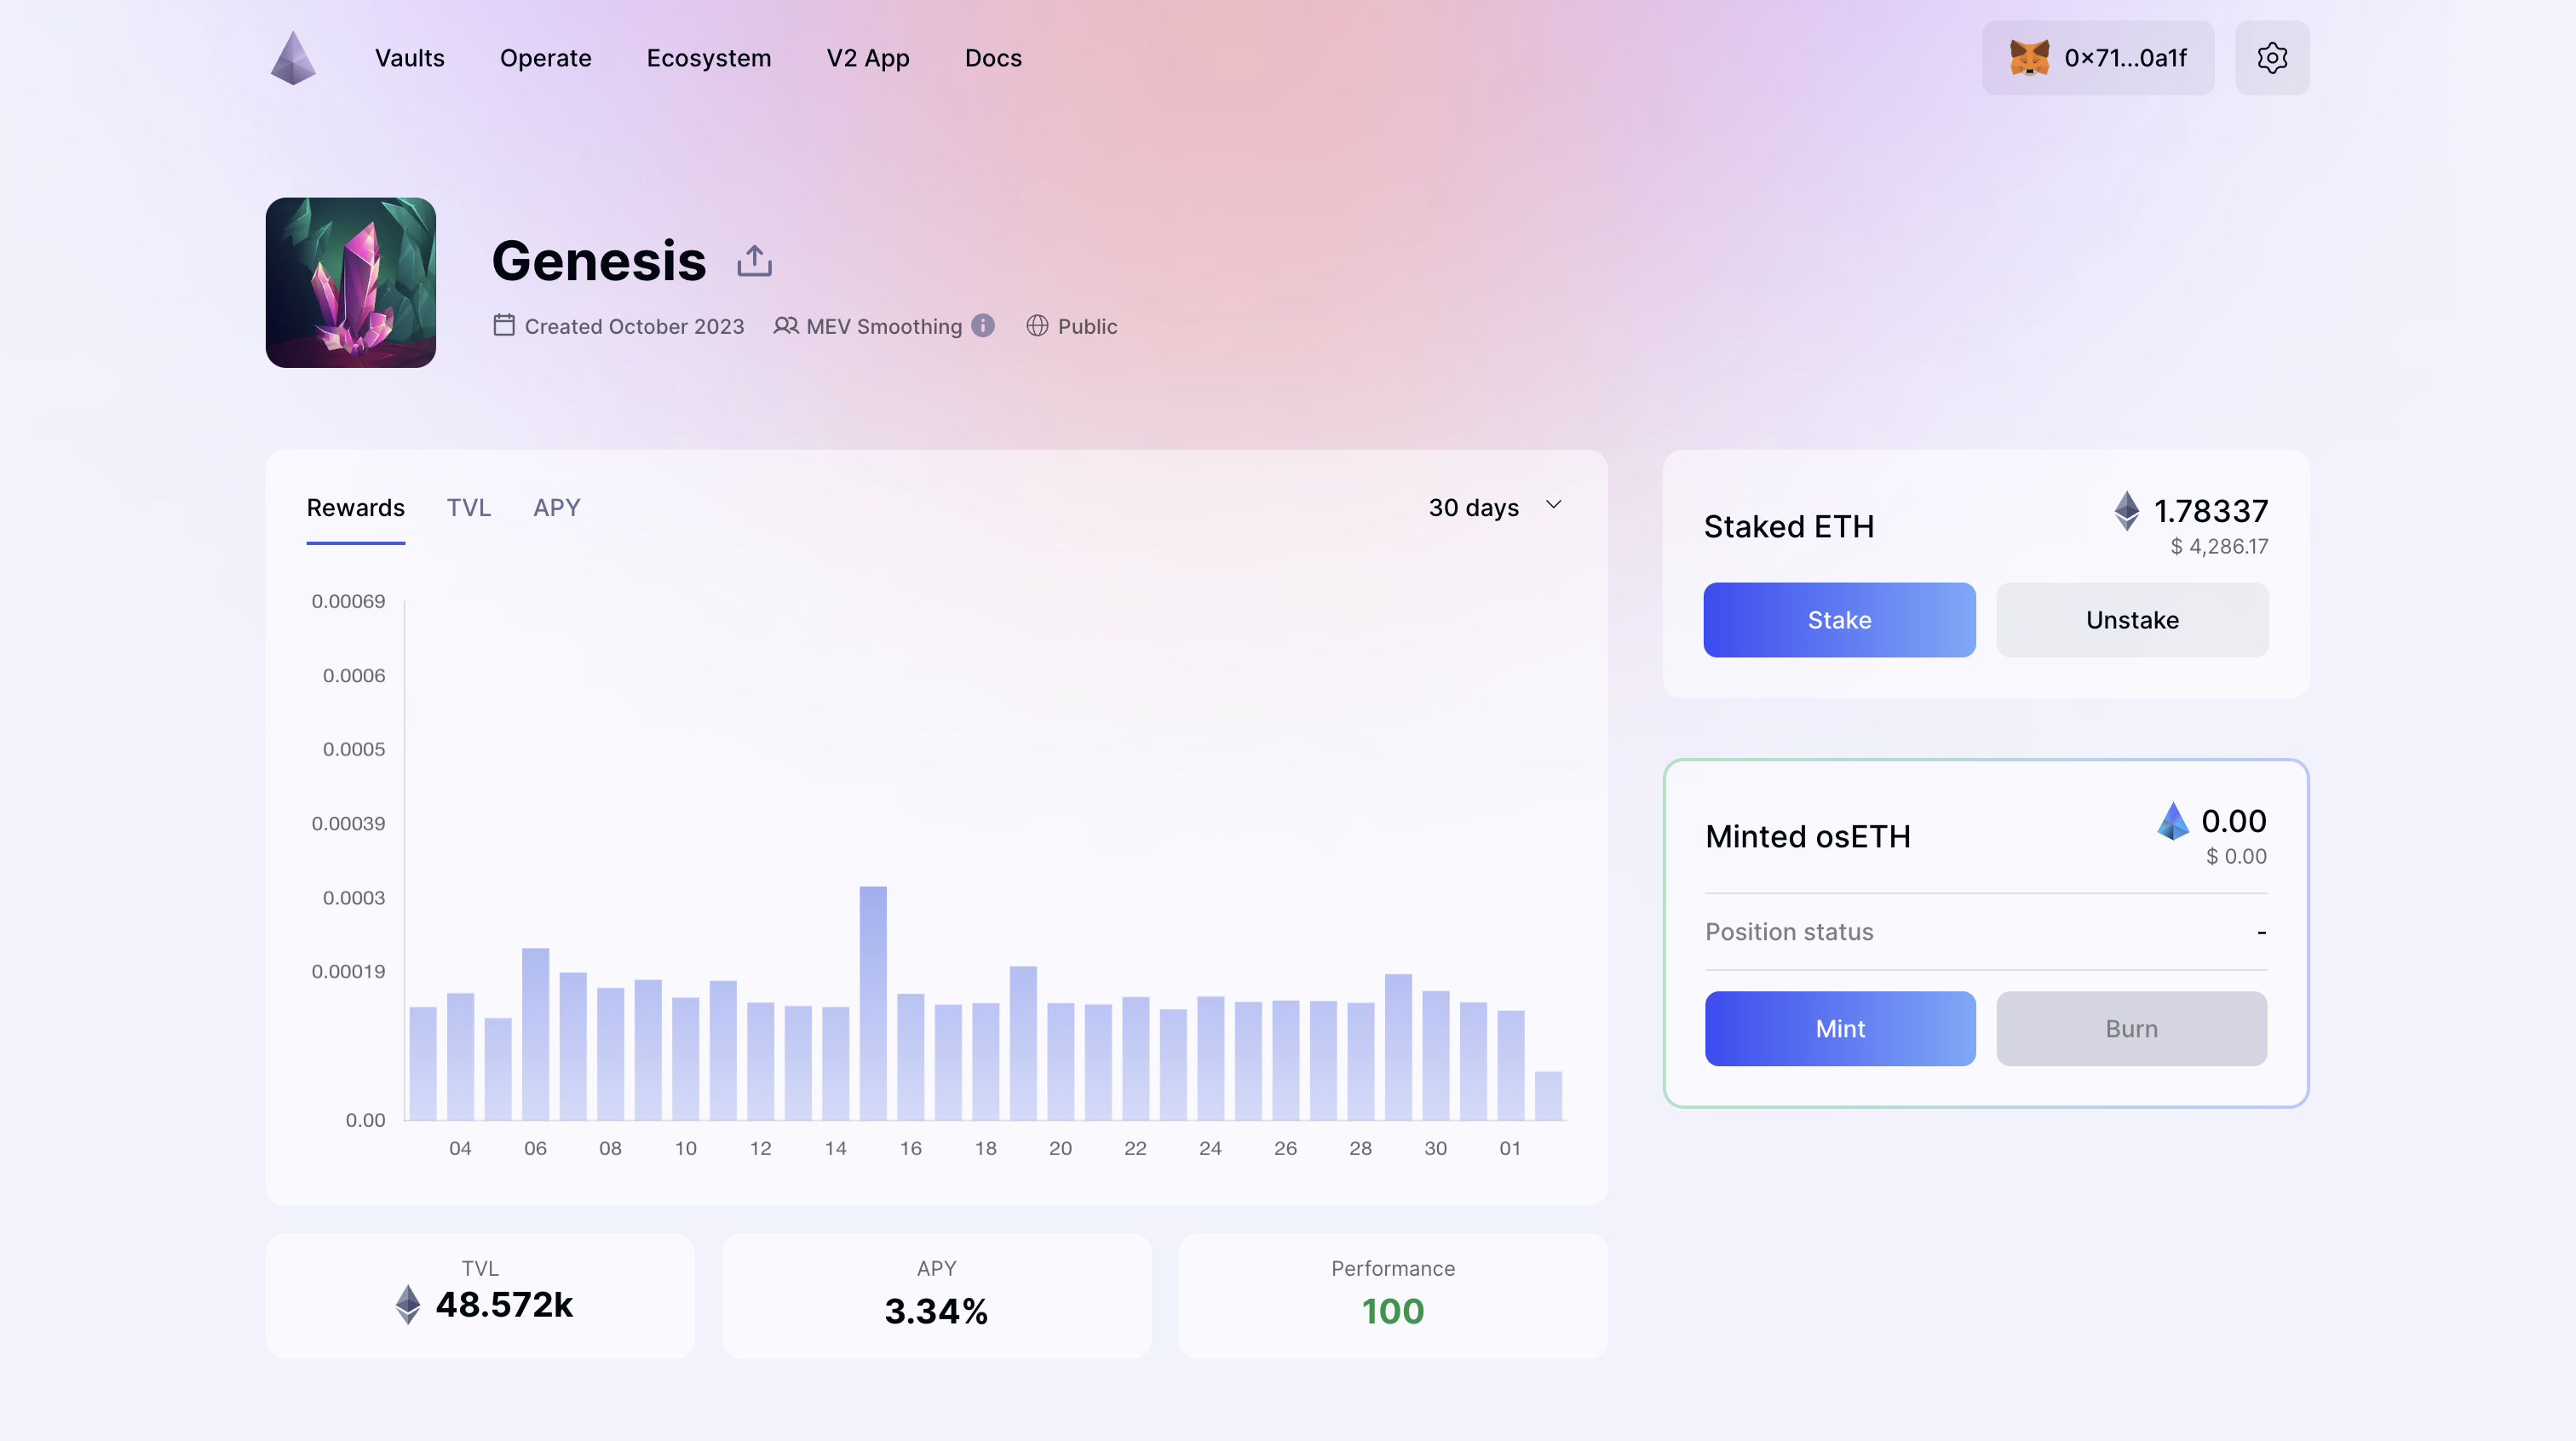 Vaults Operate Ecosystem V2 App Docs
0×71...0a1f
Genesis
Created October 2023 MEV Smoothing Public
Rewards TVL APY
30 days
0.00069
0.0006
0.0005
0.00039
0.0003
0.00019
0.00
04 06 08 10 12 14 16 18 20 22 24 26 28 30 01
TVL
48.572k
APY
3.34%
Performance
100
Staked ETH
1.78337
$ 4,286.17
Stake
Unstake
Minted osETH
0.00
$ 0.00
Position status -
Mint
Burn